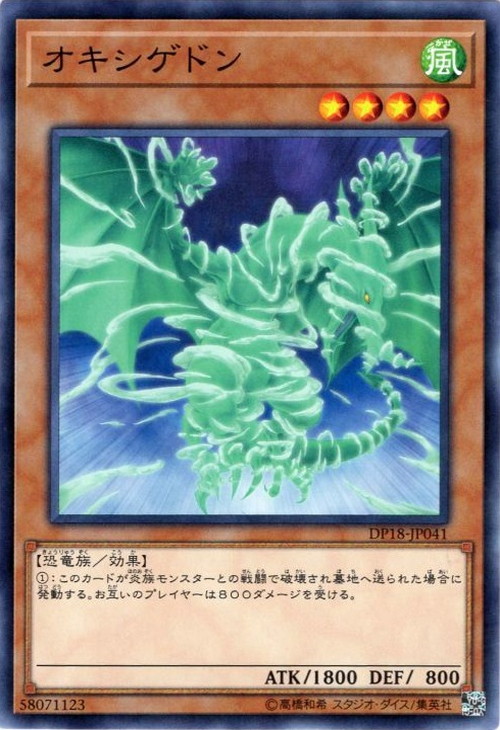 オキシゲドン
風
DP18-JP041
【恐竜族/効果】
①:このカードが炎族モンスターとの戦闘で破壊され墓地へ送られた場合に
発動する。お互いのプレイヤーは800ダメージを受ける。
ATK/1800 DEF/ 800
58071123
©高橋和希 スタジオ・ダイス/集英社